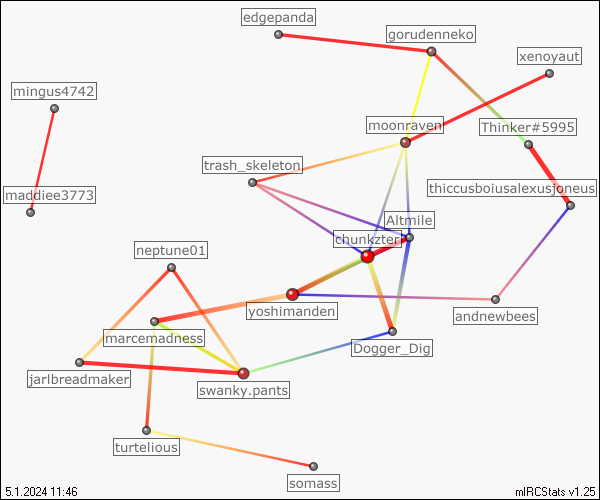 edgepanda
gorudenneko
xenoyaut
mingus4742
moonraven
Thinker#5995
trash_skeleton
thiccusboiusalexusjoneus
maddiee3773
Altmile
chunkzter
neptune01
yoshimanden
andnewbees
marcemadness
Dogger_Dig
jarlbreadmaker
swanky.pants
turtelious
somass
5.1.2024 11:46
mIRCStats v1.25